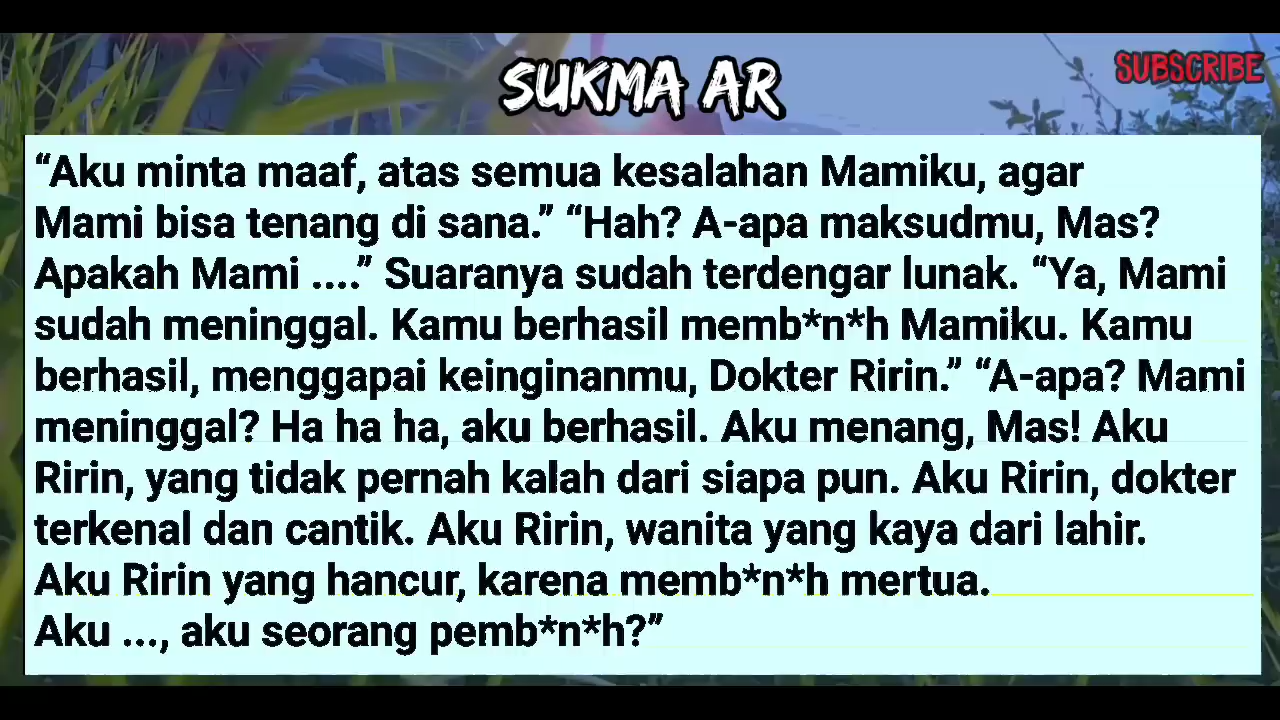 SUKMA AR
SUBSCRIBE
“Aku minta maaf, atas semua kesalahan Mamiku, agar
Mami bisa tenang di sana.” “Hah? A-apa maksudmu, Mas?
Apakah Mami ....” Suaranya sudah terdengar lunak. “Ya, Mami
sudah meninggal. Kamu berhasil memb*n*h Mamiku. Kamu
berhasil, menggapai keinginanmu, Dokter Ririn.” “A-apa? Mami
meninggal? Ha ha ha, aku berhasil. Aku menang, Mas! Aku
Ririn, yang tidak pernah kalah dari siapa pun. Aku Ririn, dokter
terkenal dan cantik. Aku Ririn, wanita yang kaya dari lahir.
Aku Ririn yang hancur, karena memb*n*h mertua.
Aku ..., aku seorang pemb*n*h?”